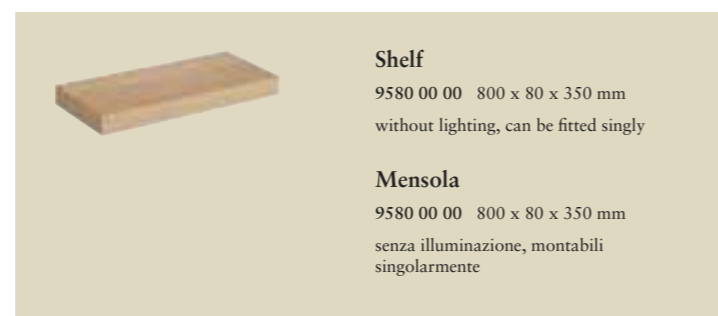 Shelf
9580 00 00 800 x 80 x 350 mm
without lighting, can be fitted singly
Mensola
9580 00 00 800 x 80 x 350 mm
senza illuminazione, montabili
singolarmente